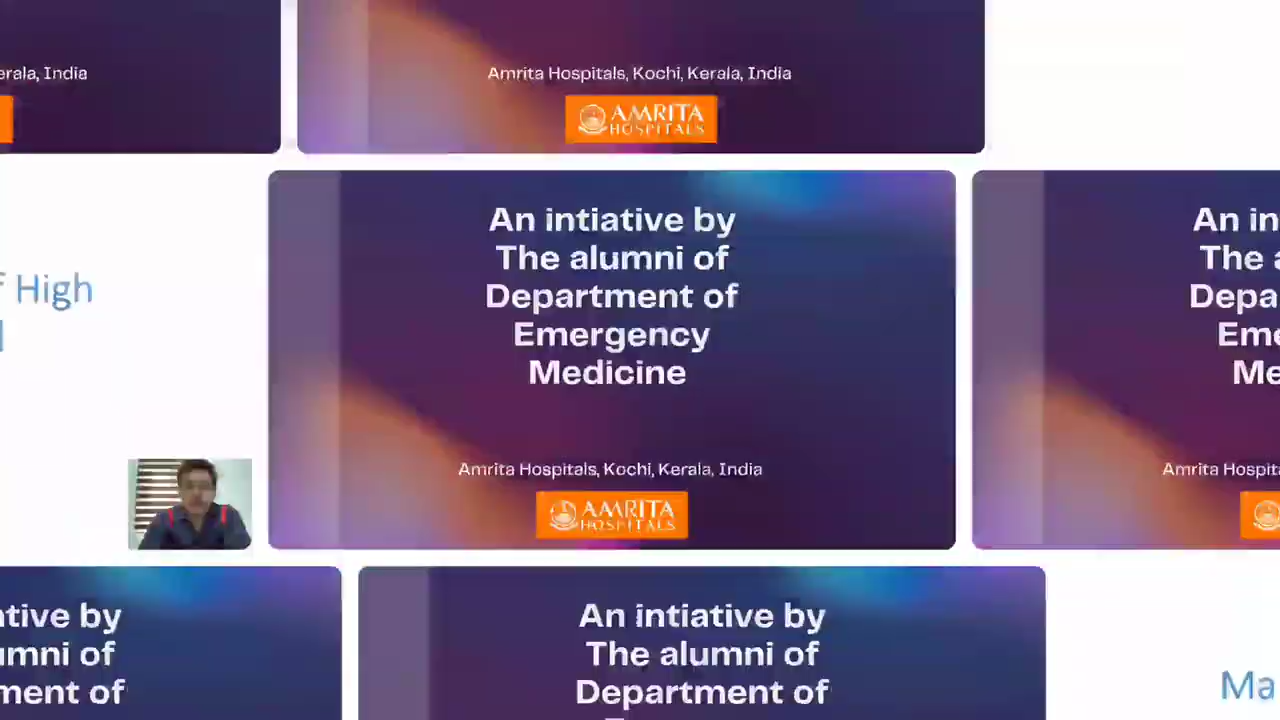 erala, India
Amrita Hospitals, Kochi, Kerala, India
AMRITA
HOSPITALS
High
An intiative by
The alumni of
Department of
Emergency
Medicine
Amrita Hospitals, Kochi, Kerala, India
AMRITA
HOSPITALS
An in
The a
Depa
Eme
Me
Amrita Hospita
tive by
umni of
ment of
An intiative by
The alumni of
Department of
Ma